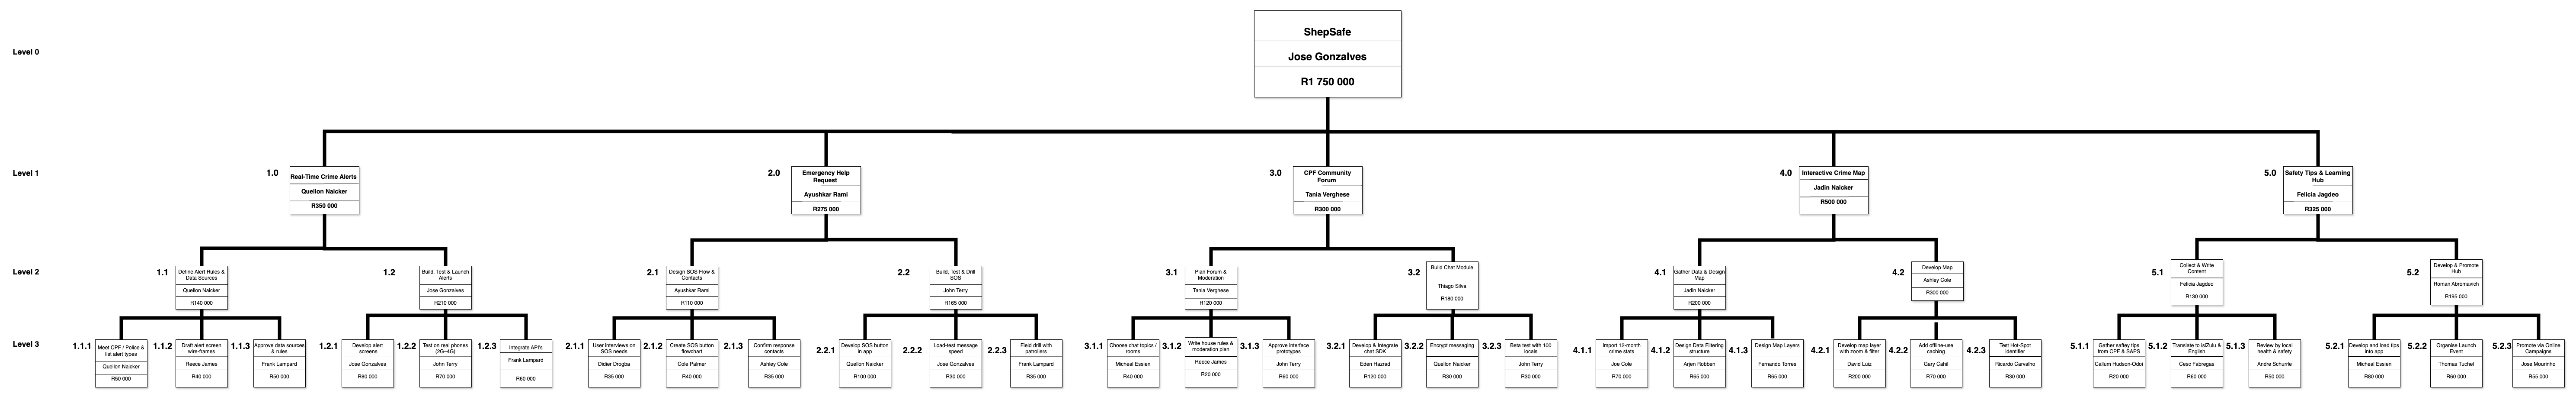 ShepSafe
Level 0
Jose Gonzalves
R1 750 000
Level 1
1.0
Real-Time Crime Alerts
Quellon Naicker
R350 000
2.0
Emergency Help
Request
Ayushkar Rami
R275 000
3.0
CPF Community
Forum
Tania Verghese
R300 000
4.0
Interactive Crime Map
Jadin Naicker
R500 000
5.0
Safety Tips & Learning
Hub
Felicia Jagdeo
R325 000
Level 2
1.1
Define Alert Rules &
Data Sources
Quellon Naicker
R140 000
1.2
Build, Test & Launch
Alerts
Jose Gonzalves
R210 000
2.1
Design SOS Flow &
Contacts
Ayushkar Rami
R110 000
2.2
Build, Test & Drill
SOS
John Terry
R165 000
3.1
Plan Forum &
Moderation
Tania Verghese
R120 000
3.2
Build Chat Module
Thiago Silva
R180 000
4.1
Gather Data & Design
Map
Jadin Naicker
R200 000
4.2
Develop Map
Ashley Cole
R300 000
5.1
Collect & Write
Content
Felicia Jagdeo
R130 000
5.2
Develop & Promote
Hub
Roman Abromavich
R195 000
Level 3
1.1.1
Meet CPF / Police &
list alert types
Quellon Naicker
R50 000
1.1.2
Draft alert screen
wire-frames
Reece James
R40 000
1.1.3
Approve data sources
& rules
Frank Lampard
R50 000
1.2.1
Develop alert
screens
Jose Gonzalves
R80 000
1.2.2
Test on real phones
(2G–4G)
John Terry
R70 000
1.2.3
Integrate API's
Frank Lampard
R60 000
2.1.1
User interviews on
SOS needs
Didier Drogba
R35 000
2.1.2
Create SOS button
flowchart
Cole Palmer
R40 000
2.1.3
Confirm response
contacts
Ashley Cole
R35 000
2.2.1
Develop SOS button
in app
Quellon Naicker
R100 000
2.2.2
Load-test message
speed
Jose Gonzalves
R30 000
2.2.3
Field drill with
patrollers
Frank Lampard
R35 000
3.1.1
Choose chat topics /
rooms
Micheal Essien
R40 000
3.1.2
Write house rules &
moderation plan
Reece James
R20 000
3.1.3
Approve interface
prototypes
John Terry
R60 000
3.2.1
Develop & Integrate
chat SDK
Eden Hazrad
R120 000
3.2.2
Encrypt messaging
Quellon Naicker
R30 000
3.2.3
Beta test with 100
locals
John Terry
R30 000
4.1.1
Import 12-month
crime stats
Joe Cole
R70 000
4.1.2
Design Data Filtering
structure
Arjen Robben
R65 000
4.1.3
Design Map Layers
Fernando Torres
R65 000
4.2.1
Develop map layer
with zoom & filter
David Luiz
R200 000
4.2.2
Add offline-use
caching
Gary Cahil
R70 000
4.2.3
Test Hot-Spot
identifier
Ricardo Carvalho
R30 000
5.1.1
Gather saftey tips
from CPF & SAPS
Callum Hudson-Odoi
R20 000
5.1.2
Translate to isiZulu &
English
Cesc Fabregas
R60 000
5.1.3
Review by local
health & safety
Andre Schurrle
R50 000
5.2.1
Develop and load tips
into app
Micheal Essien
R80 000
5.2.2
Organise Launch
Event
Thomas Tuchel
R60 000
5.2.3
Promote via Online
Campaigns
Jose Mourinho
R55 000